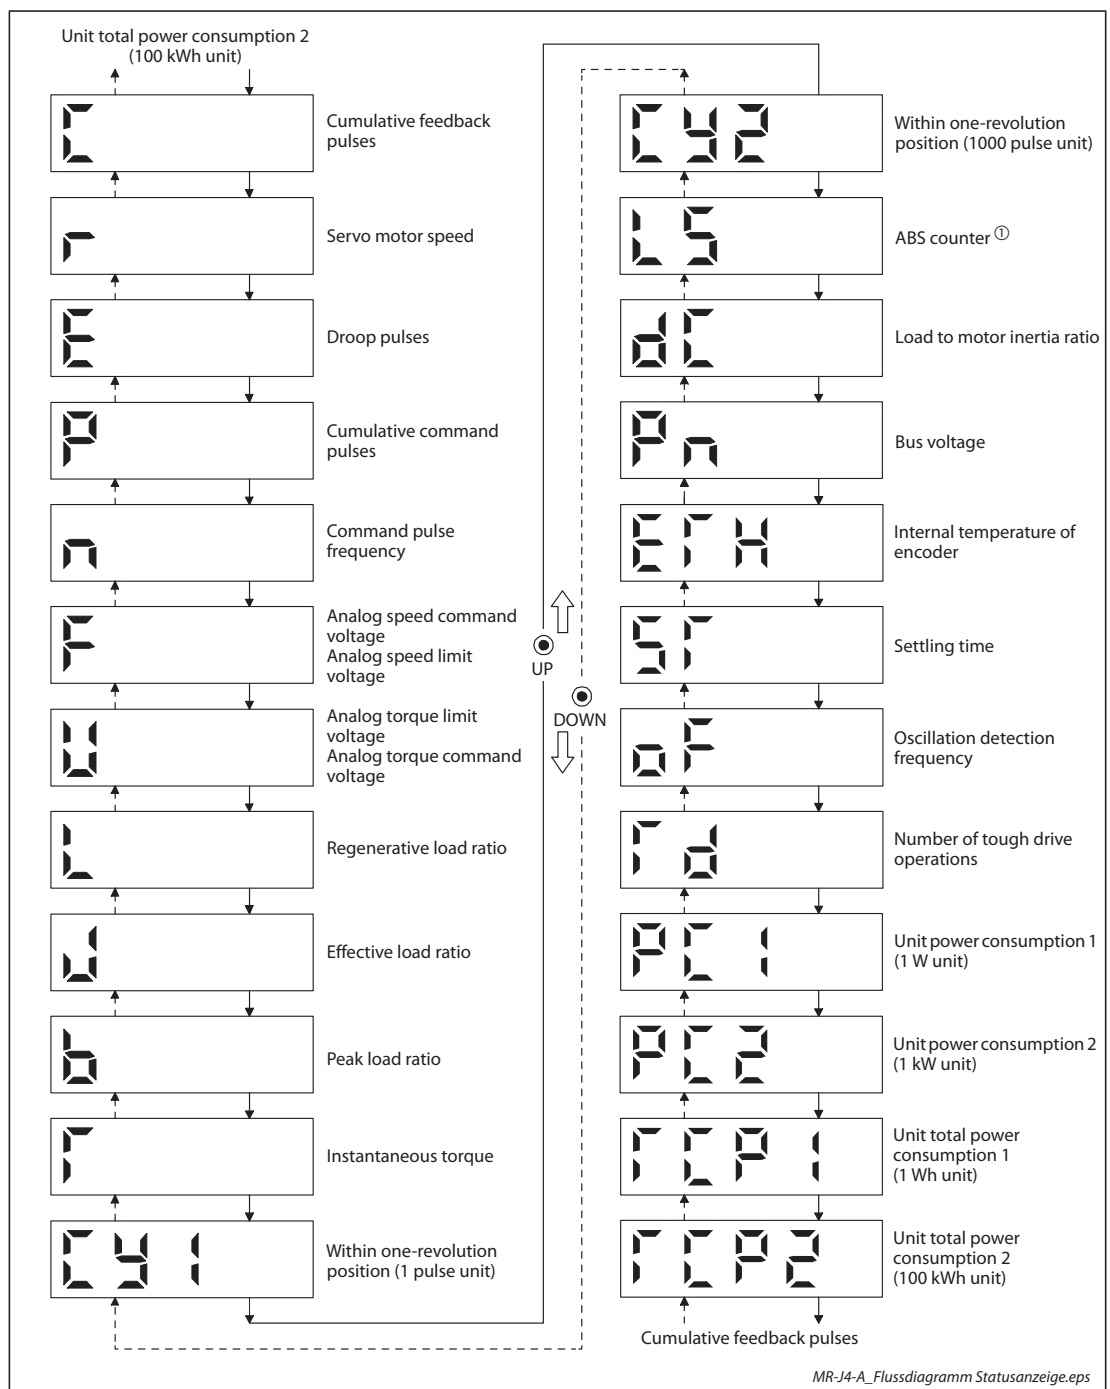 Unit total power consumption 2
(100 kWh unit)
C
Cumulative feedback
pulses
r
Servo motor speed
E
Droop pulses
P
Cumulative command
pulses
n
Command pulse
frequency
F
Analog speed command
voltage
Analog speed limit
voltage
U
Analog torque limit
voltage
Analog torque command
voltage
L
Regenerative load ratio
J
Effective load ratio
b
Peak load ratio
T
Instantaneous torque
Cy1
Within one-revolution
position (1 pulse unit)
UP
DOWN
Cy2
Within one-revolution
position (1000 pulse unit)
LS
ABS counter ①
dC
Load to motor inertia ratio
Pn
Bus voltage
ETH
Internal temperature of
encoder
ST
Settling time
oF
Oscillation detection
frequency
Td
Number of tough drive
operations
PC1
Unit power consumption 1
(1 W unit)
PC2
Unit power consumption 2
(1 kW unit)
TCP1
Unit total power
consumption 1
(1 Wh unit)
TCP2
Unit total power
consumption 2
(100 kWh unit)
Cumulative feedback pulses
MR-J4-A_Flussdiagramm Statusanzeige.eps